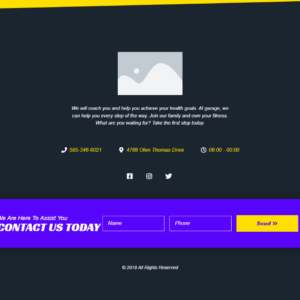 We will coach you and help you achieve your health goals. At garage, we
can help you every step of the way. Join our family and own your fitness.
What are you waiting for? Take the first step today.
585-346-6021 4789 Olen Thomas Drive 06:00 - 00:00
We Are Here To Assist You
CONTACT US TODAY
Name Phone Send »
© 2019 All Rights Reserved